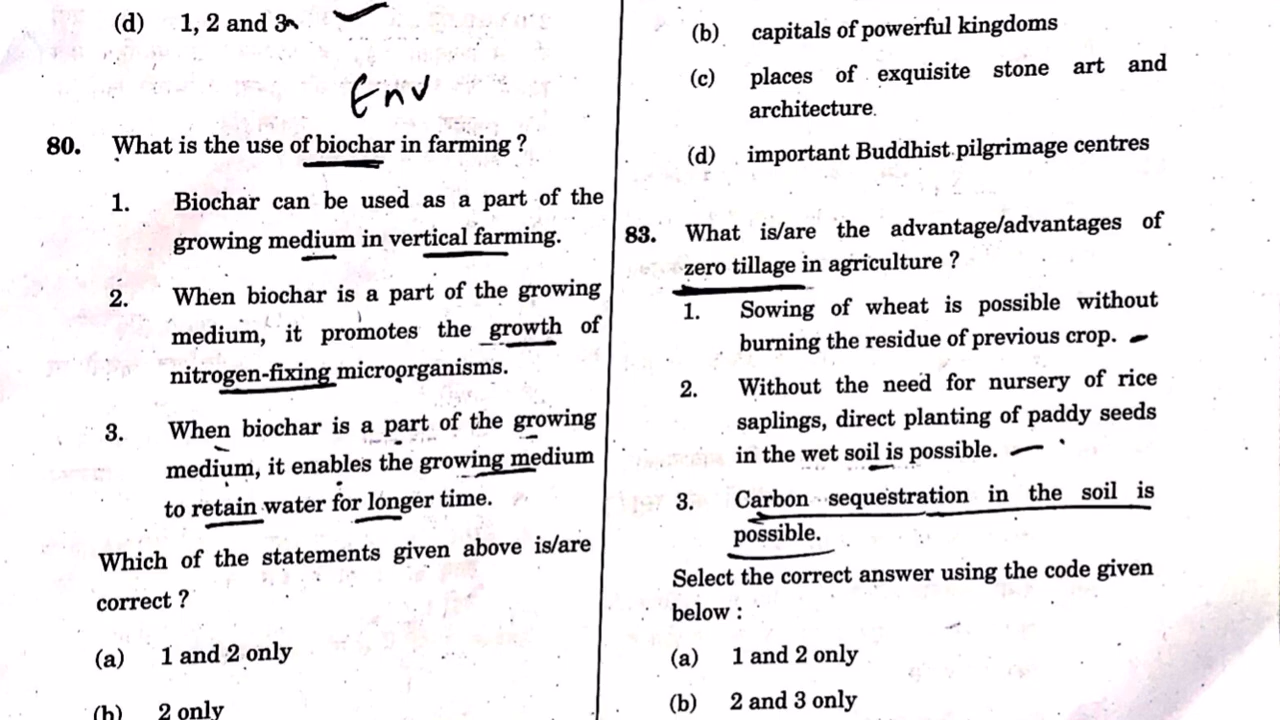 (d) 1, 2 and 3
Env
80. What is the use of biochar in farming ?
1. Biochar can be used as a part of the
growing medium in vertical farming.
2. When biochar is a part of the growing
medium, it promotes the growth of
nitrogen-fixing microorganisms.
3. When biochar is a part of the growing
medium, it enables the growing medium
to retain water for longer time.
Which of the statements given above is/are
correct ?
(a) 1 and 2 only
(b) 2 only
(b) capitals of powerful kingdoms
(c) places of exquisite stone art and
architecture
(d) important Buddhist pilgrimage centres
83. What is/are the advantage/advantages of
zero tillage in agriculture ?
1. Sowing of wheat is possible without
burning the residue of previous crop.
2. Without the need for nursery of rice
saplings, direct planting of paddy seeds
in the wet soil is possible.
3. Carbon sequestration in the soil is
possible.
Select the correct answer using the code given
below :
(a) 1 and 2 only
(b) 2 and 3 only